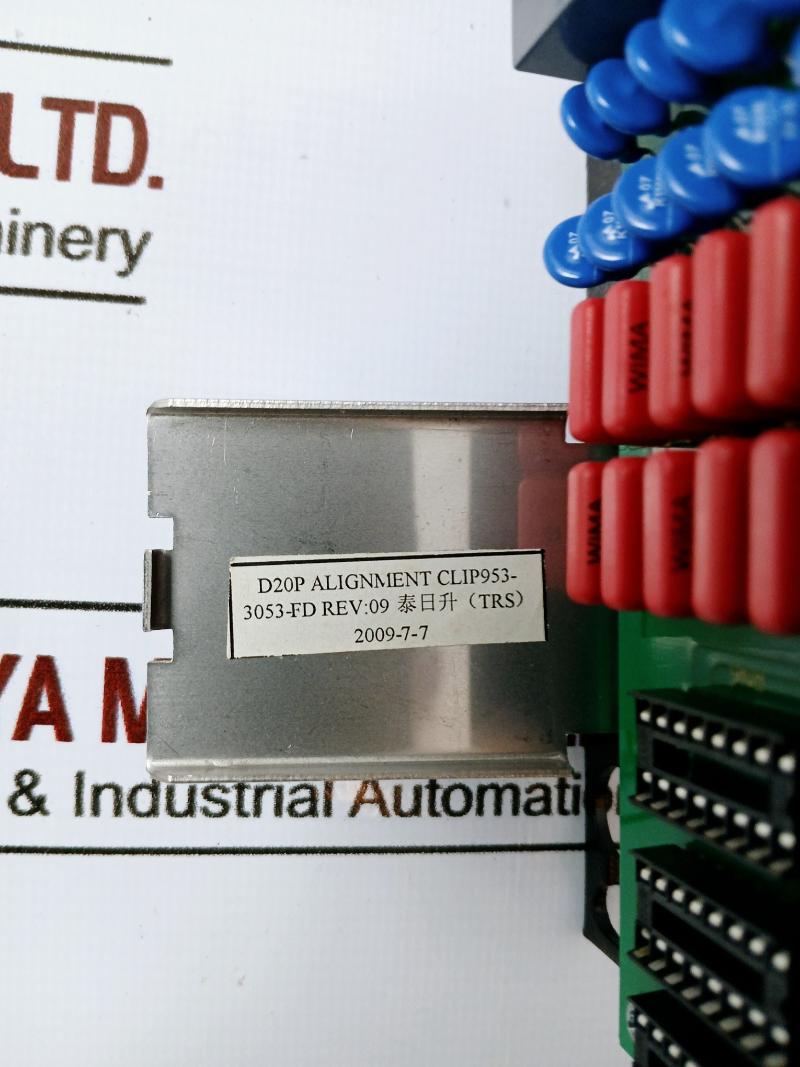 LTD.
inery
WIMA
WIMA
WIMA
D20P ALIGNMENT CLIP953-
3053-FD REV:09 泰日升（TRS）
2009-7-7
YA
& Industrial Automati